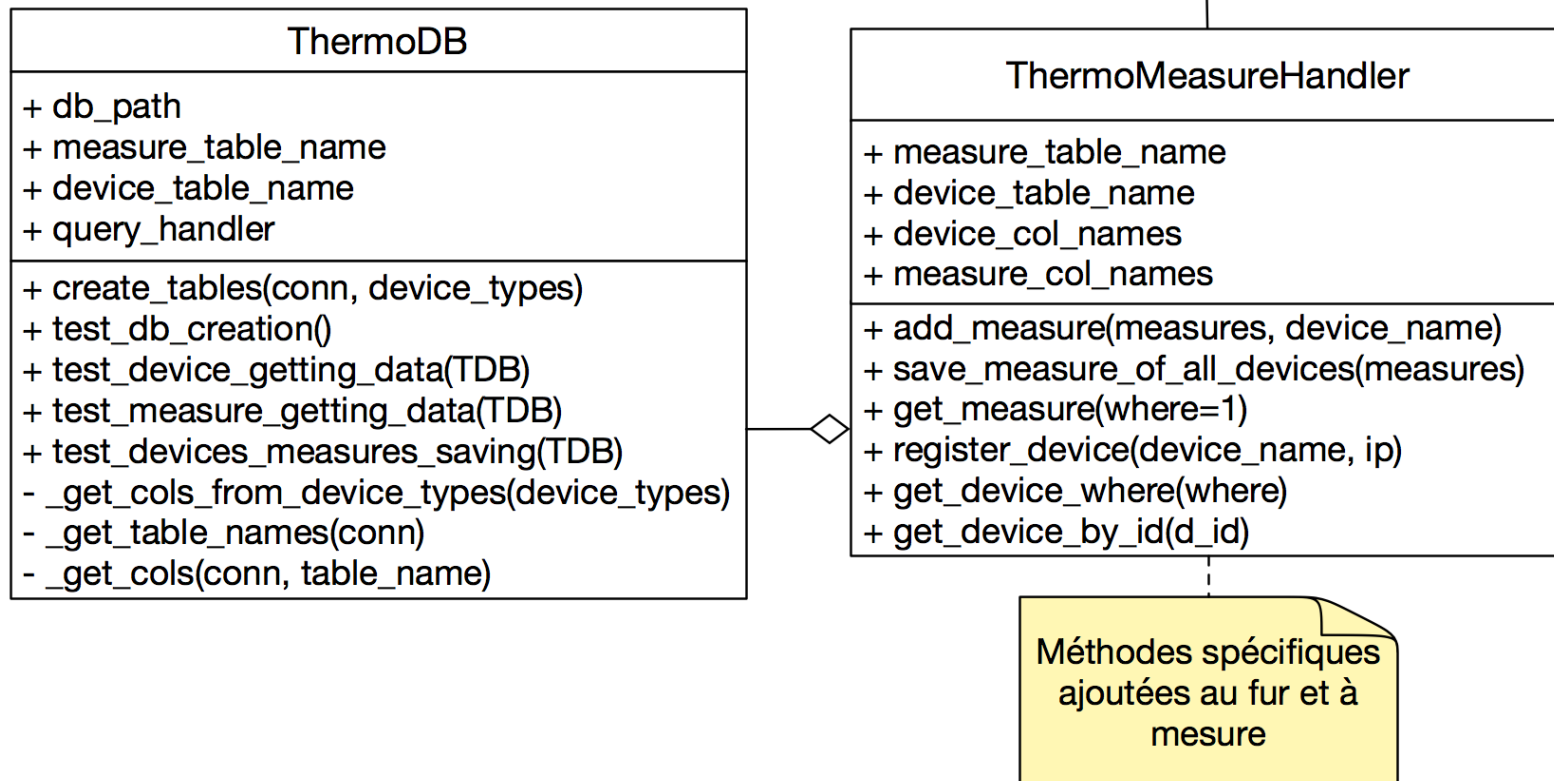 ThermoDB
+ db_path
+ measure_table_name
+ device_table_name
+ query_handler
+ create_tables(conn, device_types)
+ test_db_creation()
+ test_device_getting_data(TDB)
+ test_measure_getting_data(TDB)
+ test_devices_measures_saving(TDB)
- _get_cols_from_device_types(device_types)
- _get_table_names(conn)
- _get_cols(conn, table_name)
ThermoMeasureHandler
+ measure_table_name
+ device_table_name
+ device_col_names
+ measure_col_names
+ add_measure(measures, device_name)
+ save_measure_of_all_devices(measures)
+ get_measure(where=1)
+ register_device(device_name, ip)
+ get_device_where(where)
+ get_device_by_id(d_id)
Méthodes spécifiques
ajoutées au fur et à
mesure